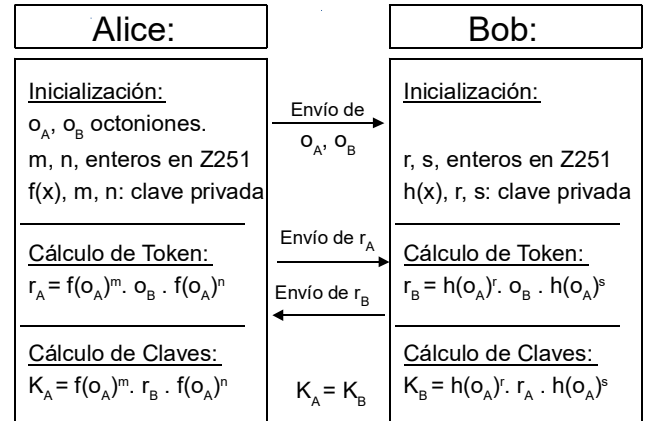 Alice:
Bob:
Inicialización:
o_A, o_B octoniones.
m, n, enteros en Z251
f(x), m, n: clave privada
Envío de
o_A, o_B
Inicialización:
r, s, enteros en Z251
h(x), r, s: clave privada
Cálculo de Token:
r_A = f(o_A)^m. o_B . f(o_A)^n
Envío de r_A
Envío de r_B
Cálculo de Token:
r_B = h(o_A)^r. o_B . h(o_A)^s
Cálculo de Claves:
K_A = f(o_A)^m. r_B . f(o_A)^n
K_A = K_B
Cálculo de Claves:
K_B = h(o_A)^r. r_A . h(o_A)^s